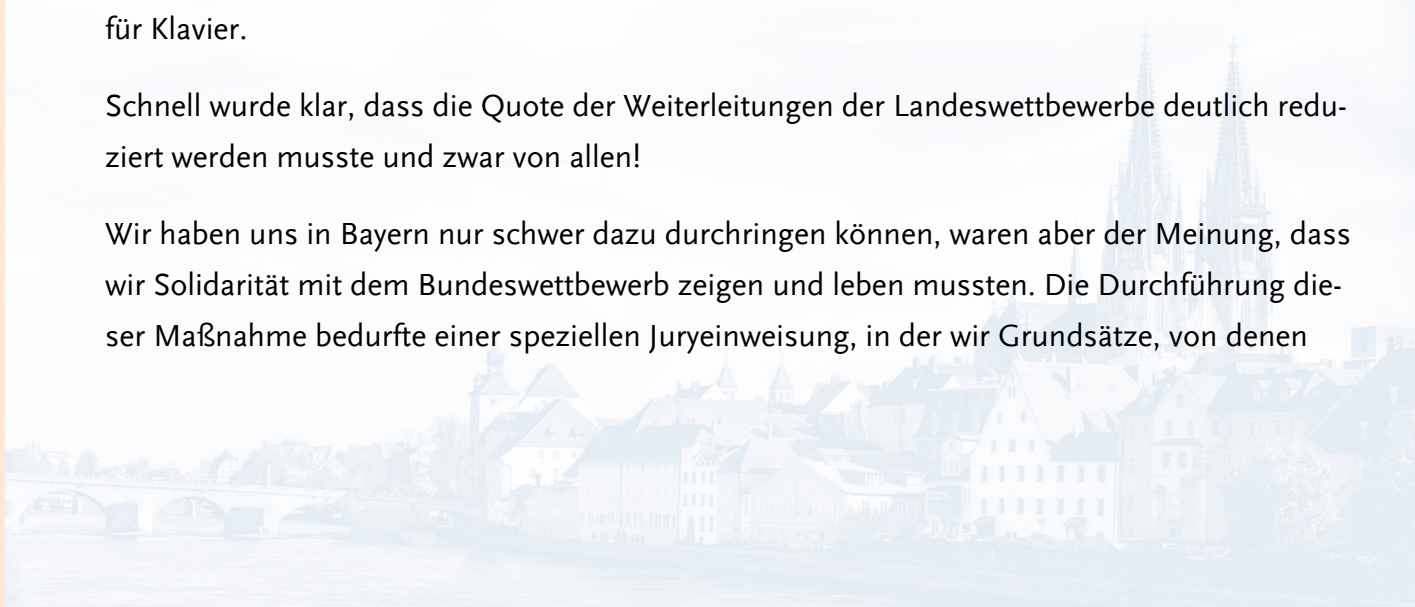 für Klavier.
Schnell wurde klar, dass die Quote der Weiterleitungen der Landeswettbewerbe deutlich redu-
ziert werden musste und zwar von allen!
Wir haben uns in Bayern nur schwer dazu durchringen können, waren aber der Meinung, dass
wir Solidarität mit dem Bundeswettbewerb zeigen und leben mussten. Die Durchführung die-
ser Maßnahme bedurfte einer speziellen Juryeinweisung, in der wir Grundsätze, von denen